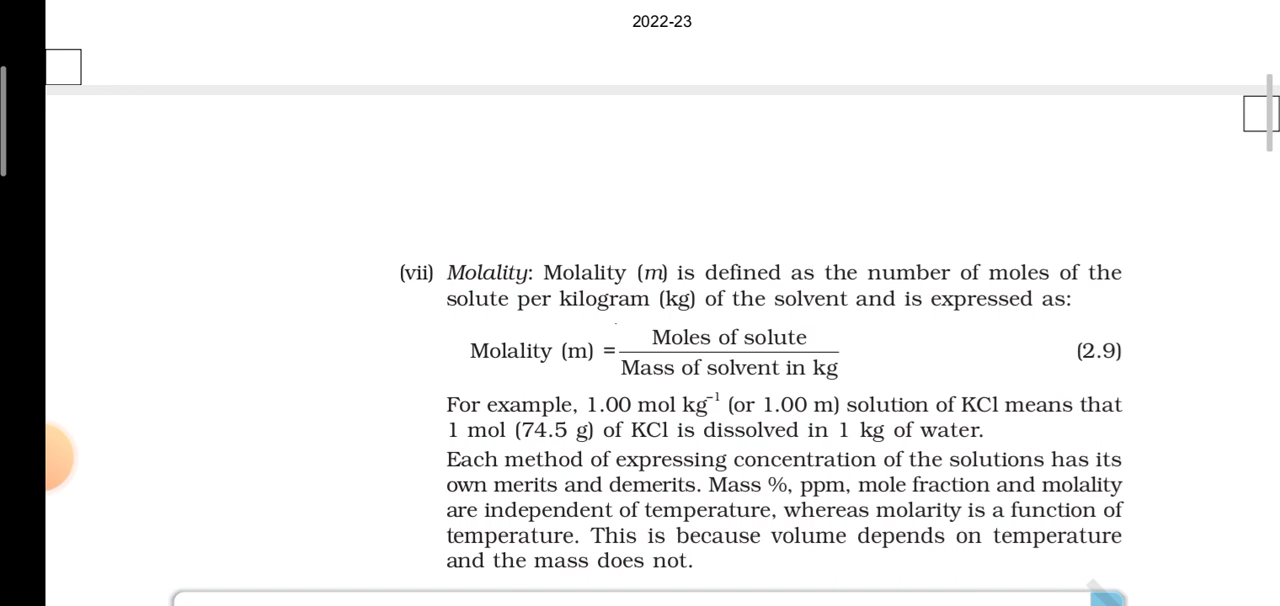 2022-23
(vii) Molality: Molality (m) is defined as the number of moles of the
solute per kilogram (kg) of the solvent and is expressed as:
Moles of solute
Molality (m) = (2.9)
Mass of solvent in kg
For example, 1.00 mol kg⁻¹ (or 1.00 m) solution of KCl means that
1 mol (74.5 g) of KCl is dissolved in 1 kg of water.
Each method of expressing concentration of the solutions has its
own merits and demerits. Mass %, ppm, mole fraction and molality
are independent of temperature, whereas molarity is a function of
temperature. This is because volume depends on temperature
and the mass does not.